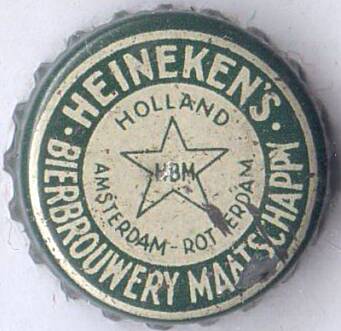 · HEINEKEN'S ·
BIERBROUWERY MAATSCHAPPY
HOLLAND
HBM
AMSTERDAM-ROTTERDAM